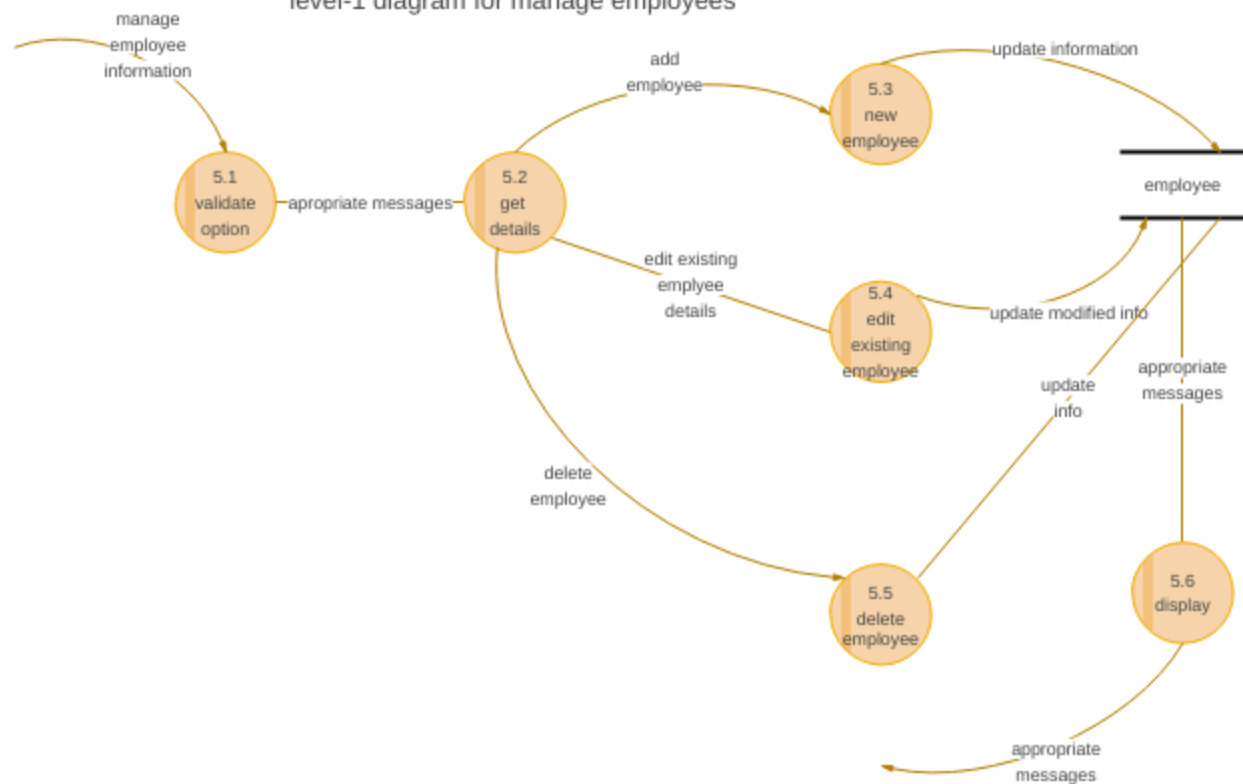 level-1 diagram for manage employees
manage
employee
information
add
employee
5.3
new
employee
update information
5.1
validate
option
apropriate messages
5.2
get
details
employee
edit existing
emplyee
details
5.4
edit
existing
employee
update modified info
appropriate
messages
update
info
delete
employee
5.5
delete
employee
5.6
display
appropriate
messages